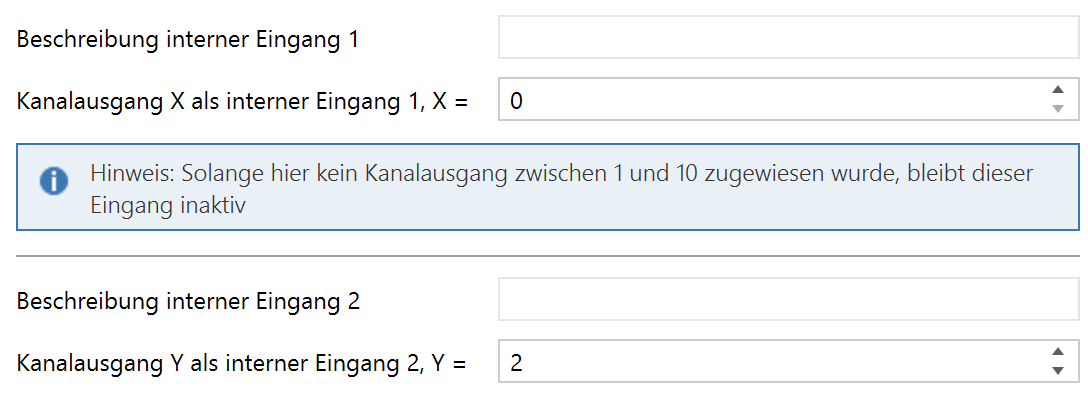 Beschreibung interner Eingang 1
Kanalausgang X als interner Eingang 1, X = 0
Hinweis: Solange hier kein Kanalausgang zwischen 1 und 10 zugewiesen wurde, bleibt dieser
Eingang inaktiv
Beschreibung interner Eingang 2
Kanalausgang Y als interner Eingang 2, Y = 2